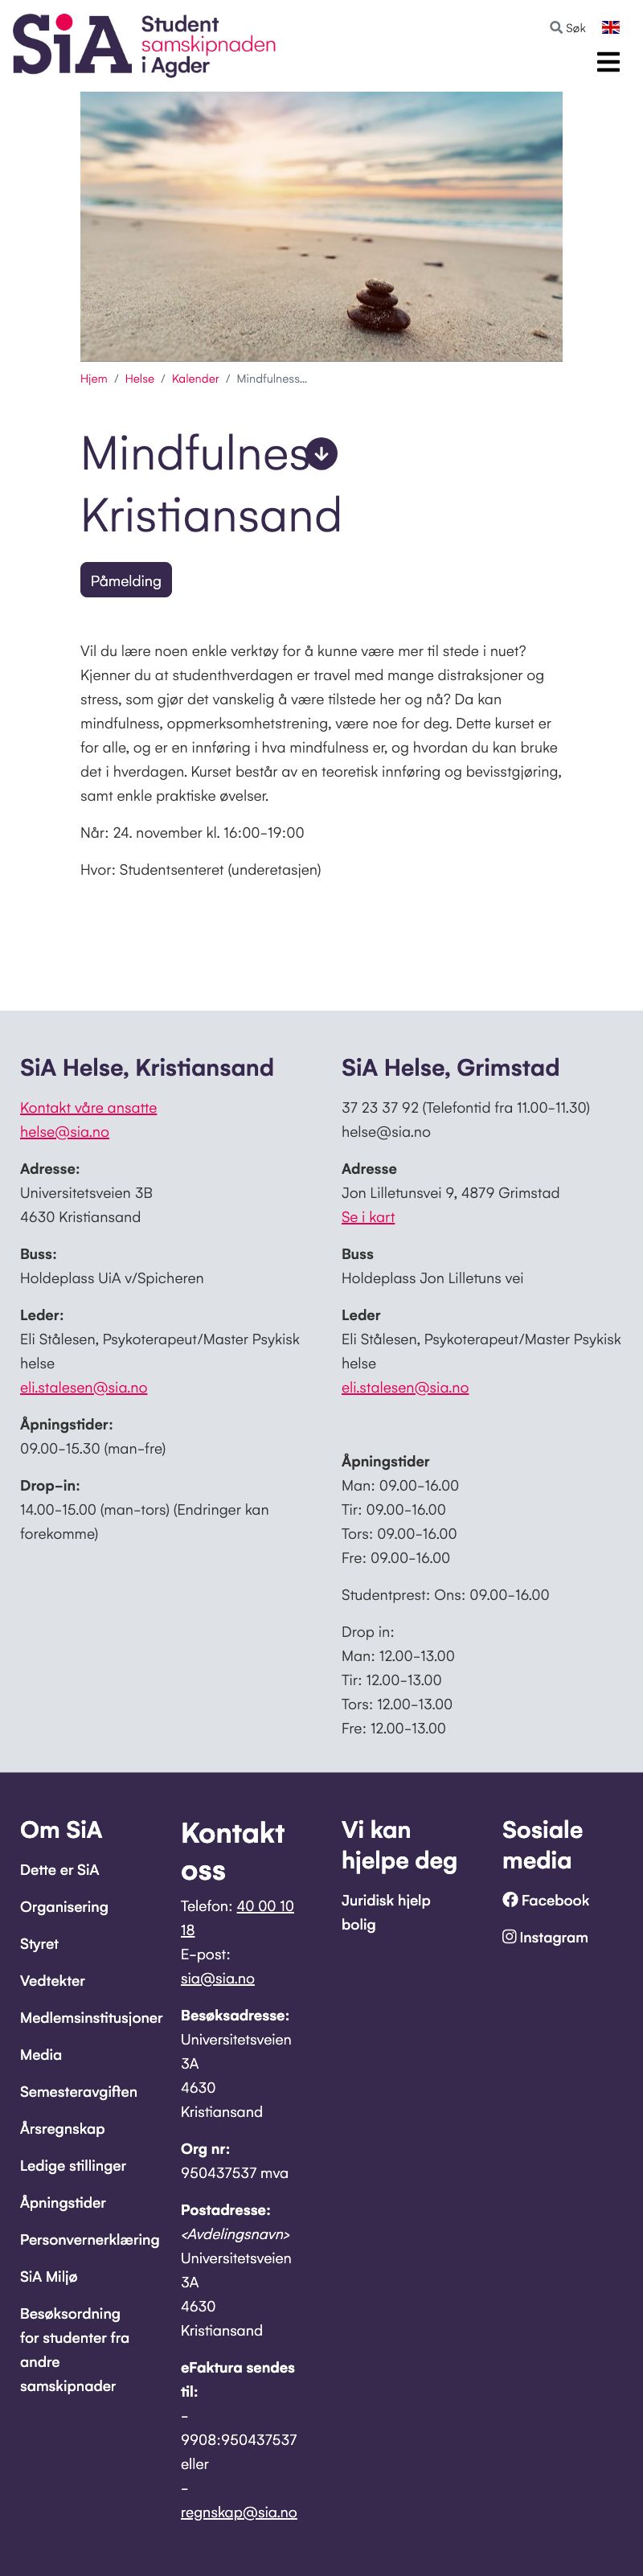 SiA
Student
samskipnaden
i Agder
Søk
Hjem / Helse / Kalender / Mindfulness...
Mindfulnes
Kristiansand
Påmelding
Vil du lære noen enkle verktøy for å kunne være mer til stede i nuet?
Kjenner du at studenthverdagen er travel med mange distraksjoner og
stress, som gjør det vanskelig å være tilstede her og nå? Da kan
mindfulness, oppmerksomhetstrening, være noe for deg. Dette kurset er
for alle, og er en innføring i hva mindfulness er, og hvordan du kan bruke
det i hverdagen. Kurset består av en teoretisk innføring og bevisstgjøring,
samt enkle praktiske øvelser.
Når: 24. november kl. 16:00-19:00
Hvor: Studentsenteret (underetasjen)
SiA Helse, Kristiansand
Kontakt våre ansatte
helse@sia.no
Adresse:
Universitetsveien 3B
4630 Kristiansand
Buss:
Holdeplass UiA v/Spicheren
Leder:
Eli Stålesen, Psykoterapeut/Master Psykisk
helse
eli.stalesen@sia.no
Åpningstider:
09.00-15.30 (man-fre)
Drop-in:
14.00-15.00 (man-tors) (Endringer kan
forekomme)
SiA Helse, Grimstad
37 23 37 92 (Telefontid fra 11.00-11.30)
helse@sia.no
Adresse
Jon Lilletunsvei 9, 4879 Grimstad
Se i kart
Buss
Holdeplass Jon Lilletuns vei
Leder
Eli Stålesen, Psykoterapeut/Master Psykisk
helse
eli.stalesen@sia.no
Åpningstider
Man: 09.00-16.00
Tir: 09.00-16.00
Tors: 09.00-16.00
Fre: 09.00-16.00
Studentprest: Ons: 09.00-16.00
Drop in:
Man: 12.00-13.00
Tir: 12.00-13.00
Tors: 12.00-13.00
Fre: 12.00-13.00
Om SiA
Dette er SiA
Organisering
Styret
Vedtekter
Medlemsinstitusjoner
Media
Semesteravgiften
Årsregnskap
Ledige stillinger
Åpningstider
Personvernerklæring
SiA Miljø
Besøksordning
for studenter fra
andre
samskipnader
Kontakt
oss
Telefon: 40 00 10
18
E-post:
sia@sia.no
Besøksadresse:
Universitetsveien
3A
4630
Kristiansand
Org nr:
950437537 mva
Postadresse:
<Avdelingsnavn>
Universitetsveien
3A
4630
Kristiansand
eFaktura sendes
til:
-
9908:950437537
eller
-
regnskap@sia.no
Vi kan
hjelpe deg
Juridisk hjelp
bolig
Sosiale
media
Facebook
Instagram